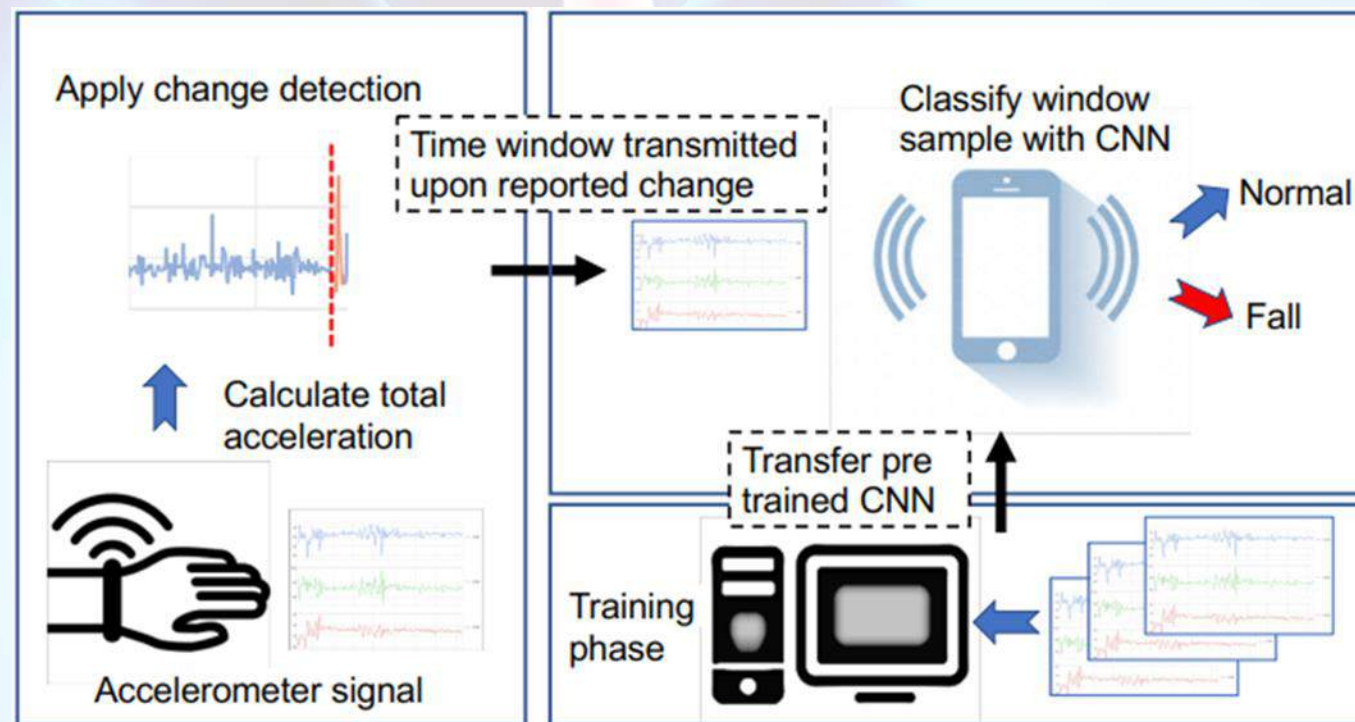 Apply change detection
Calculate total
acceleration
Accelerometer signal
Time window transmitted
upon reported change
Classify window
sample with CNN
Normal
Fall
Transfer pre
trained CNN
Training
phase